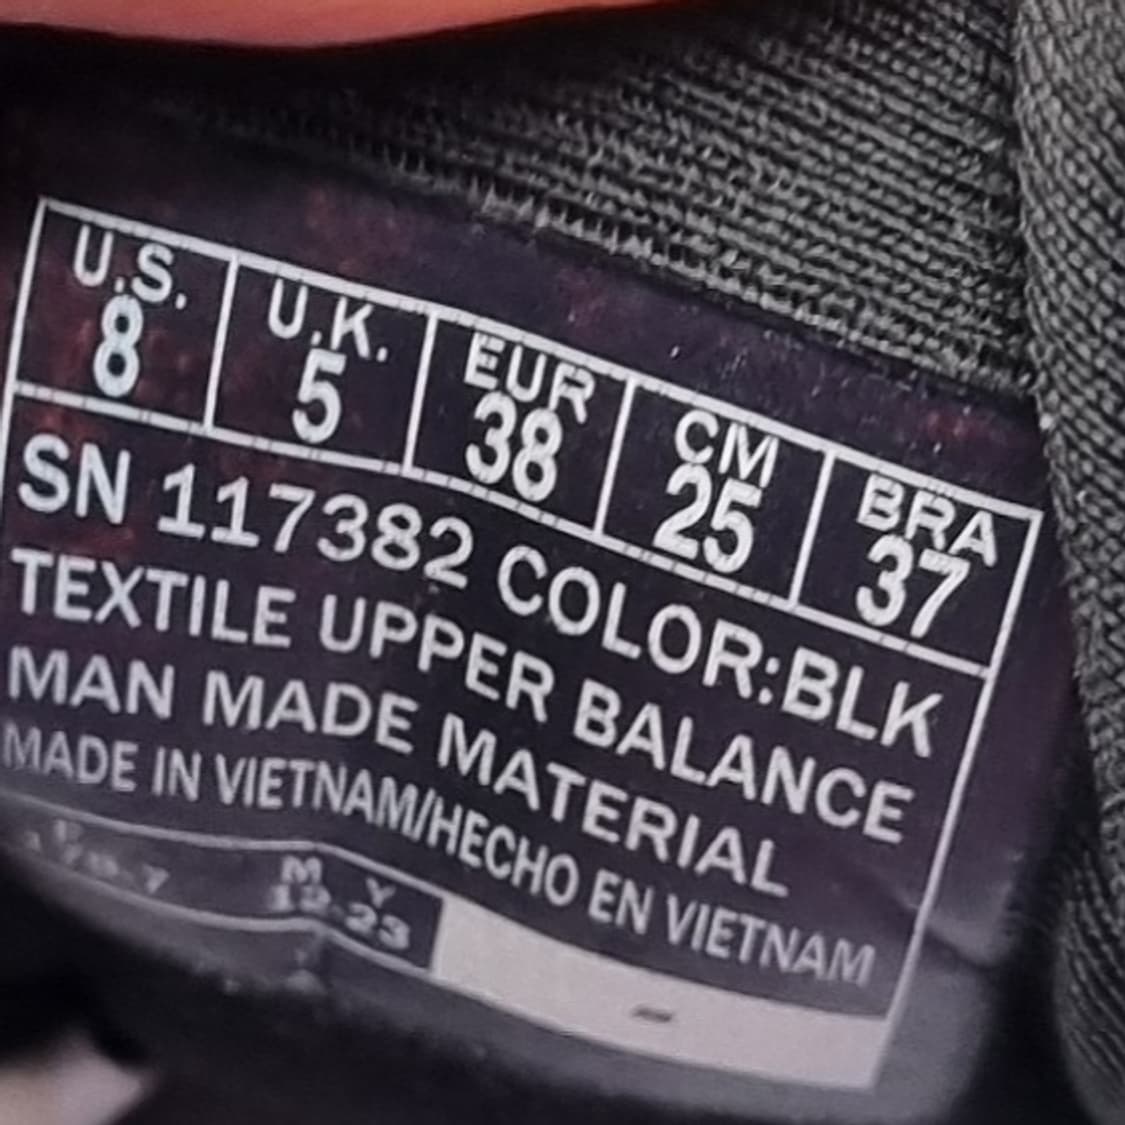 U.S. U.K. EUR CM BRA
8 5 38 25 37
SN 117382 COLOR:BLK
TEXTILE UPPER BALANCE
MAN MADE MATERIAL
MADE IN VIETNAM/HECHO EN VIETNAM
M Y
12-23